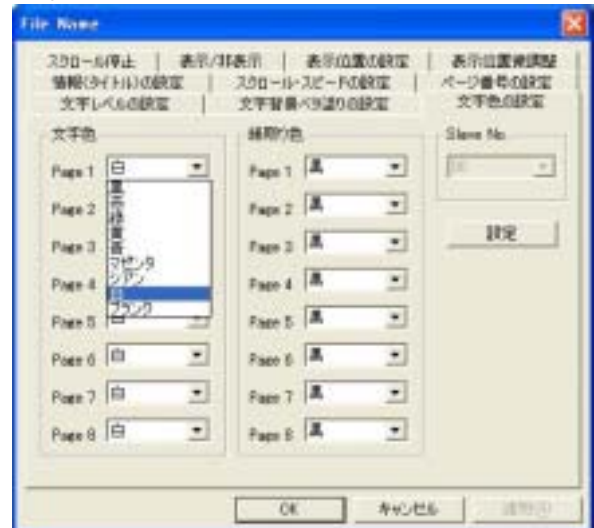 File Name
スクロール停止 表示/非表示 表示位置の設定 表示位置微調整
情報(タイトル)の設定 スクロール・スピードの設定 ページ番号の設定
文字レベルの設定 文字背景ベタ塗りの設定 文字色の設定
文字色 縁取り色 Slave No
Page 1 白 Page 1 黒
黒
赤
緑
黄
青
マゼンタ
シアン
白
ブランク
Page 2 Page 2 黒
設定
Page 3 Page 3 黒
Page 4 Page 4 黒
Page 5 白 Page 5 黒
Page 6 白 Page 6 黒
Page 7 白 Page 7 黒
Page 8 白 Page 8 黒
OK キャンセル